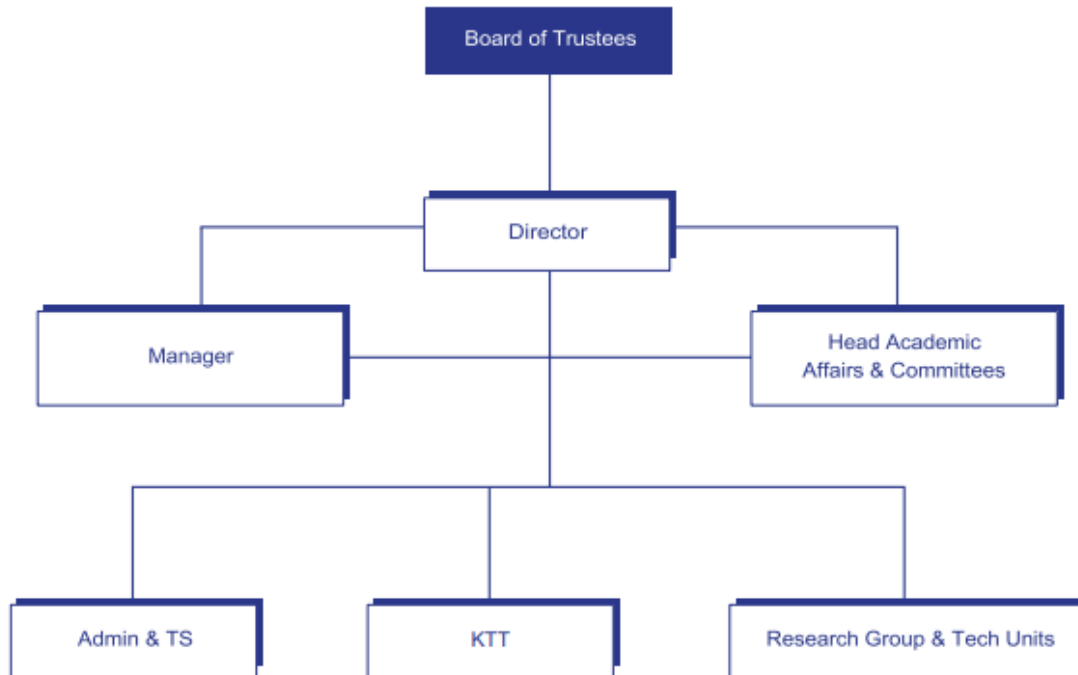 Board of Trustees
Director
Manager
Head Academic
Affairs & Committees
Admin & TS
KTT
Research Group & Tech Units